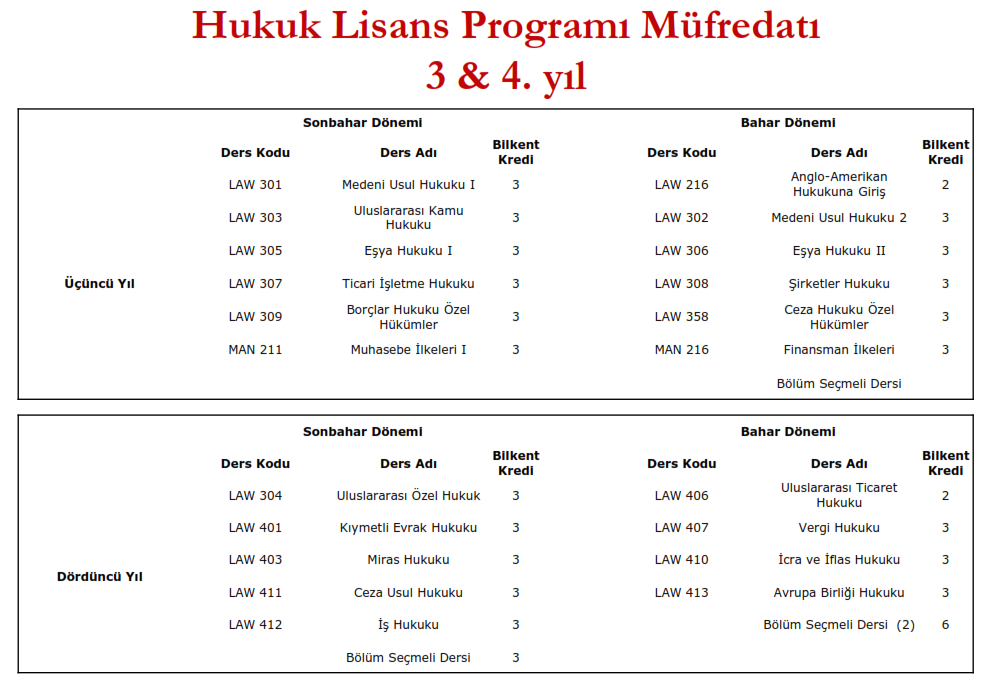 Hukuk Lisans Programı Müfredatı
3 & 4. yıl
Sonbahar Dönemi Bahar Dönemi
Ders Kodu Ders Adı Bilkent Kredi Ders Kodu Ders Adı Bilkent Kredi
LAW 301 Medeni Usul Hukuku I 3 LAW 216 Anglo-Amerikan Hukukuna Giriş 2
LAW 303 Uluslararası Kamu Hukuku 3 LAW 302 Medeni Usul Hukuku 2 3
LAW 305 Eşya Hukuku I 3 LAW 306 Eşya Hukuku II 3
Üçüncü Yıl LAW 307 Ticari İşletme Hukuku 3 LAW 308 Şirketler Hukuku 3
LAW 309 Borçlar Hukuku Özel Hükümler 3 LAW 358 Ceza Hukuku Özel Hükümler 3
MAN 211 Muhasebe İlkeleri I 3 MAN 216 Finansman İlkeleri 3
Bölüm Seçmeli Dersi
Sonbahar Dönemi Bahar Dönemi
Ders Kodu Ders Adı Bilkent Kredi Ders Kodu Ders Adı Bilkent Kredi
LAW 304 Uluslararası Özel Hukuk 3 LAW 406 Uluslararası Ticaret Hukuku 2
LAW 401 Kıymetli Evrak Hukuku 3 LAW 407 Vergi Hukuku 3
LAW 403 Miras Hukuku 3 LAW 410 İcra ve İflas Hukuku 3
Dördüncü Yıl
LAW 411 Ceza Usul Hukuku 3 LAW 413 Avrupa Birliği Hukuku 3
LAW 412 İş Hukuku 3 Bölüm Seçmeli Dersi (2) 6
Bölüm Seçmeli Dersi 3